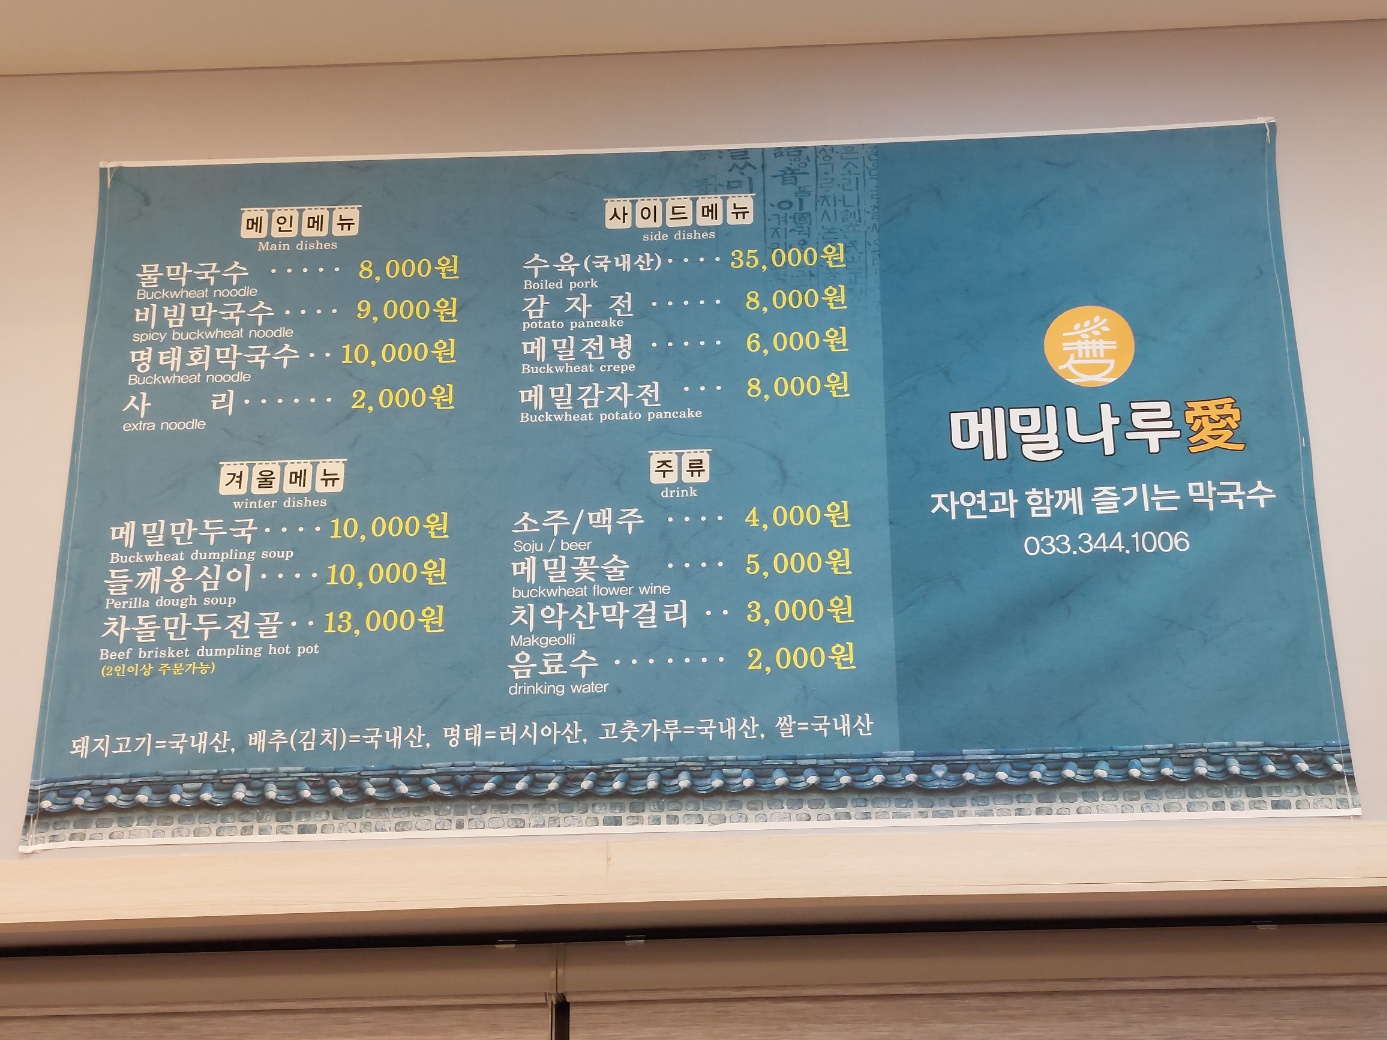 메인메뉴
Main dishes
물막국수 ····· 8,000원
Buckwheat noodle
비빔막국수 ···· 9,000원
spicy buckwheat noodle
명태회막국수 ·· 10,000원
Buckwheat noodle
사 리 ······ 2,000원
extra noodle
겨울메뉴
winter dishes
메밀만두국 ···· 10,000원
Buckwheat dumpling soup
들깨옹심이 ···· 10,000원
Perilla dough soup
차돌만두전골 ·· 13,000원
Beef brisket dumpling hot pot
(2인이상 주문가능)
사이드메뉴
side dishes
수육(국내산) ···· 35,000원
Boiled pork
감 자 전 ····· 8,000원
potato pancake
메밀전병 ····· 6,000원
Buckwheat crepe
메밀감자전 ··· 8,000원
Buckwheat potato pancake
주류
drink
소주/맥주 ···· 4,000원
Soju / beer
메밀꽃술 ···· 5,000원
buckwheat flower wine
치악산막걸리 ·· 3,000원
Makgeolli
음료수 ······· 2,000원
drinking water
돼지고기=국내산, 배추(김치)=국내산, 명태=러시아산, 고춧가루=국내산, 쌀=국내산
메밀나루愛
자연과 함께 즐기는 막국수
033.344.1006